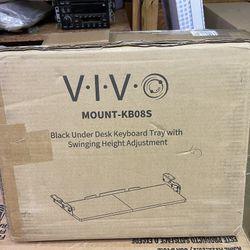 V·I·V·O
MOUNT-KB08S
Black Under Desk Keyboard Tray with
Swinging Height Adjustment